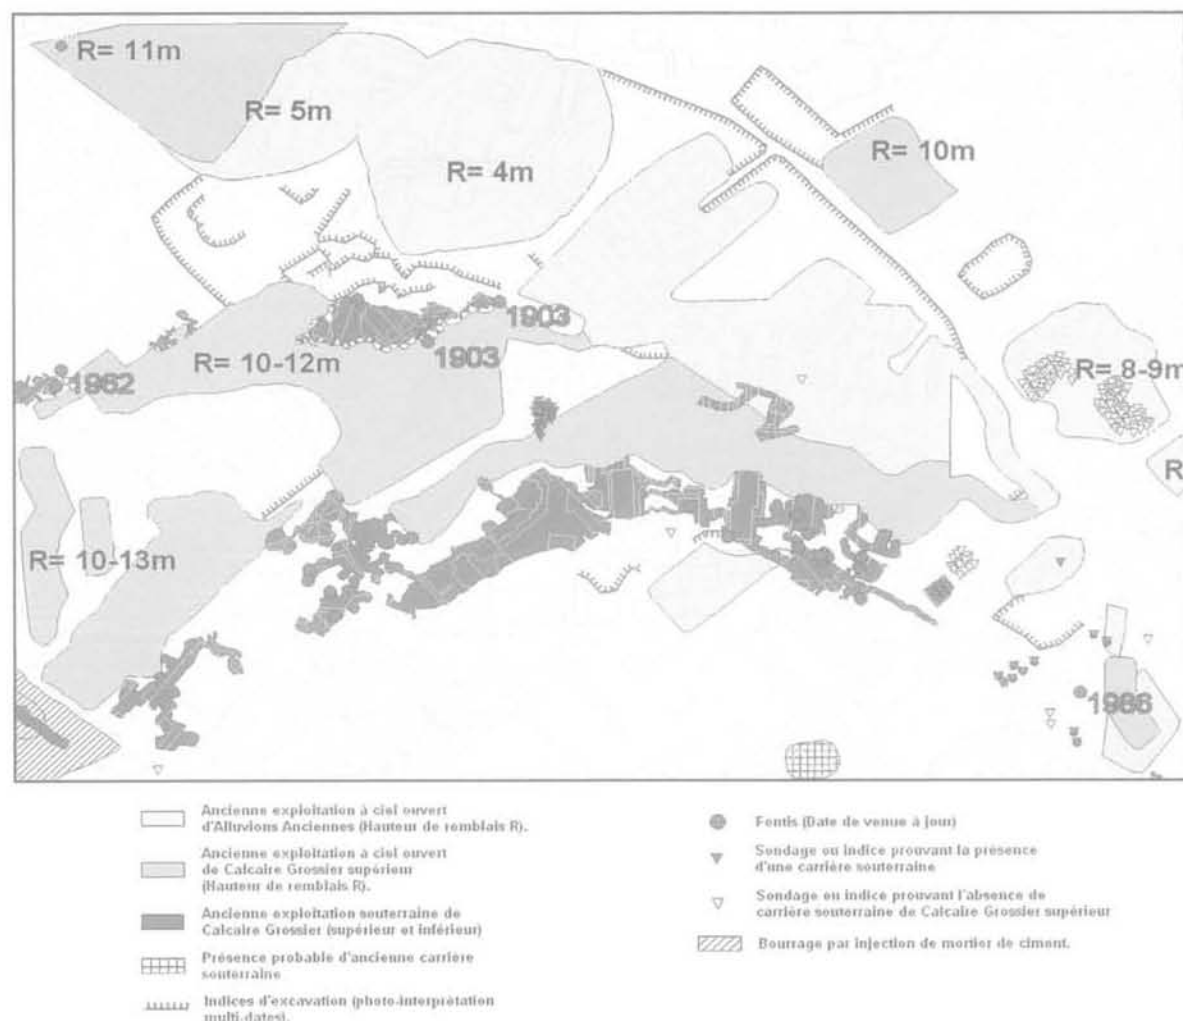 R= 11m
R= 5m
R= 4m
R= 10m
1903
1903
R= 10-12m
1962
R= 8-9m
R
R= 10-13m
1986
Ancienne exploitation à ciel ouvert
d'Alluvions Anciennes (Hauteur de remblais R).
Ancienne exploitation à ciel ouvert
de Calcaire Grossier supérieur
(Hauteur de remblais R).
Ancienne exploitation souterraine de
Calcaire Grossier (supérieur et inférieur)
Présence probable d'ancienne carrière
souterraine
Indices d'excavation (photo-interprétation
multi-dates).
Fontis (Date de venue à jour)
Sondage ou indice prouvant la présence
d'une carrière souterraine
Sondage ou indice prouvant l'absence de
carrière souterraine de Calcaire Grossier supérieur
Bourrage par injection de mortier de ciment.